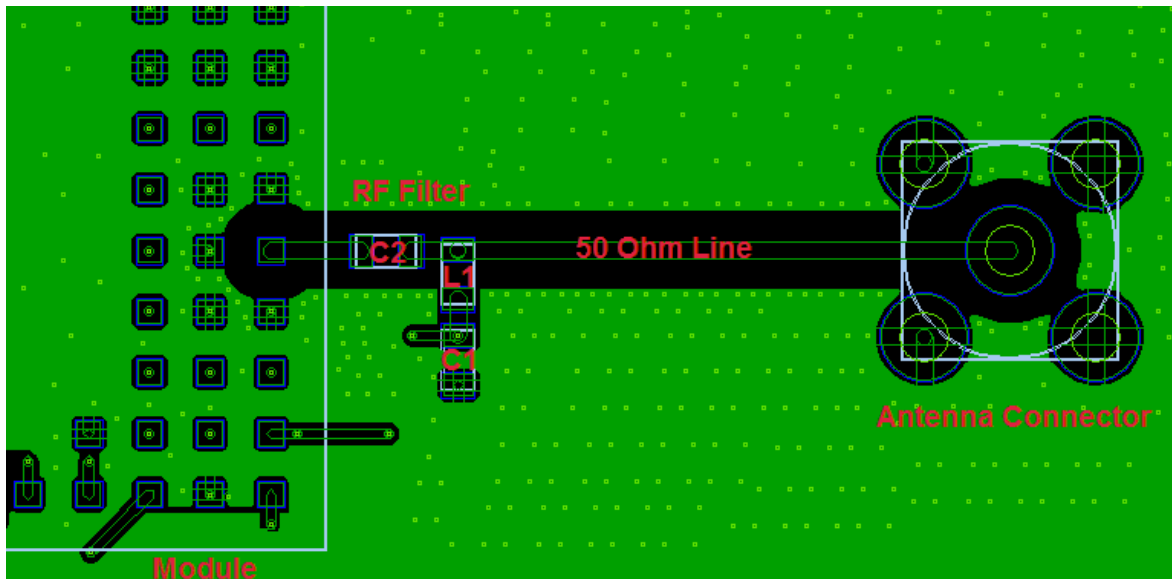 RF Filter
C2
50 Ohm Line
L1
C1
Antenna Connector
Module